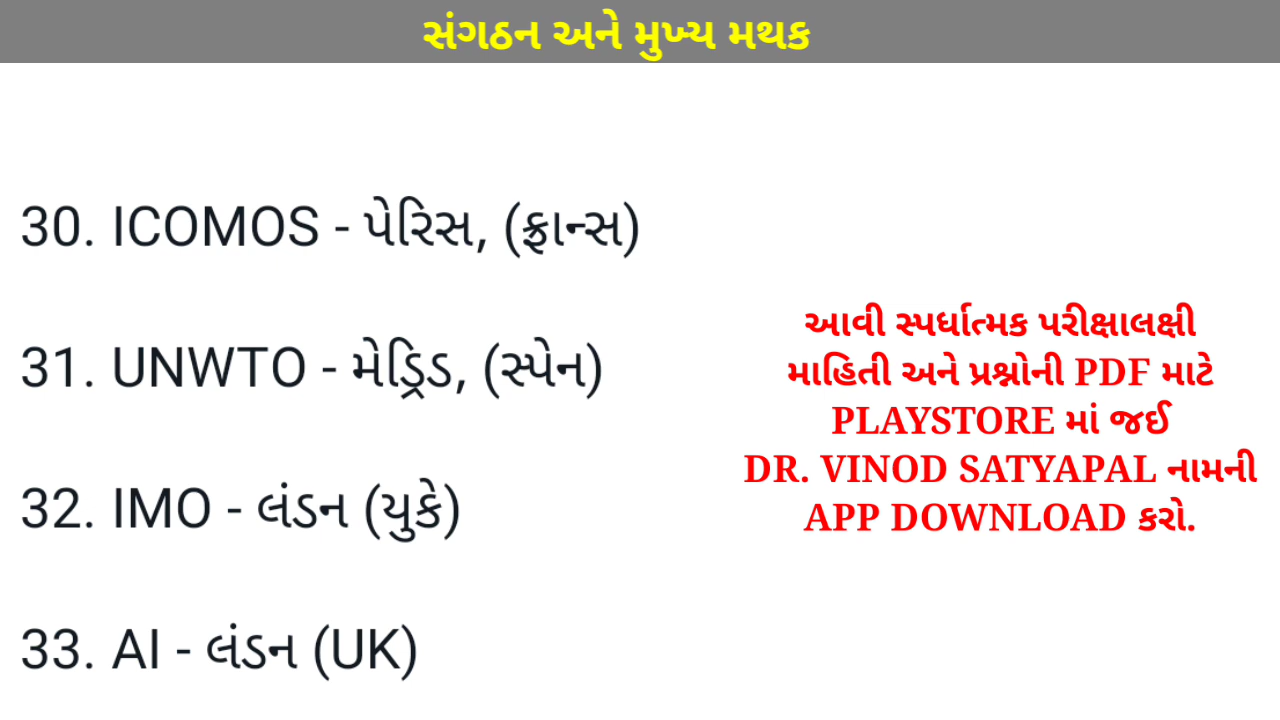 સંગઠન અને મુખ્ય મથક
30. ICOMOS - પેરિસ, (ફ્રાન્સ)
31. UNWTO - મેડ્રિડ, (સ્પેન)
32. IMO - લંડન (યુકે)
33. AI - લંડન (UK)
આવી સ્પર્ધાત્મક પરીક્ષાલક્ષી
માહિતી અને પ્રશ્નોની PDF માટે
PLAYSTORE માં જઈ
DR. VINOD SATYAPAL નામની
APP DOWNLOAD કરો.